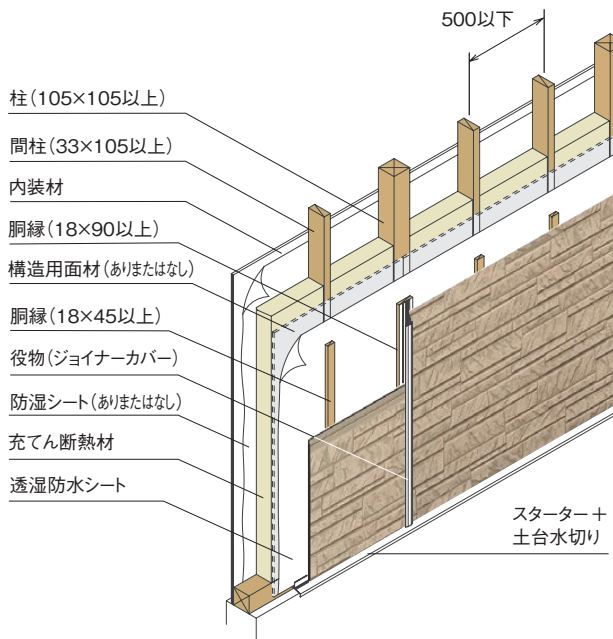 500以下
柱（105×105以上）
間柱（33×105以上）
内装材
胴縁（18×90以上）
構造用面材（ありまたはなし）
胴縁（18×45以上）
役物（ジョイナーカバー）
防湿シート（ありまたはなし）
充てん断熱材
透湿防水シート
スターター＋
土台水切り